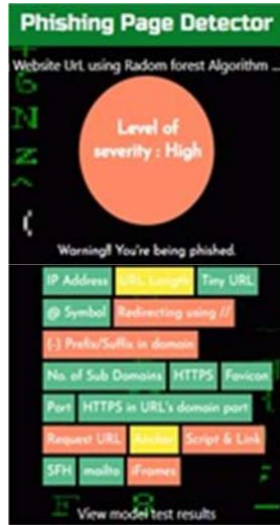 Phishing Page Detector
Website Url using Radom forest Algorithm ...
Level of
severity : High
Warning!! You're being phished.
IP Address URL Length Tiny URL
@ Symbol Redirecting using //
(-) Prefix/Suffix in domain
No. of Sub Domains HTTPS Favicon
Port HTTPS in URL's domain part
Request URL Anchor Script & Link
SFH mailto iFrames
View model test results